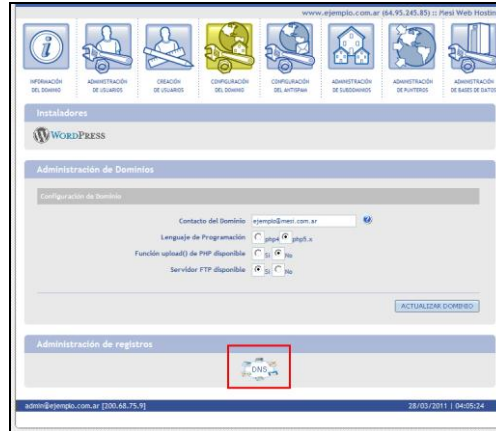 www.ejemplo.com.ar (64.95.245.85) :: Mesi Web Hostin
INFORMACIÓN DEL DOMINIO
ADMINISTRACIÓN DE USUARIOS
CREACIÓN DE USUARIOS
CONFIGURACIÓN DEL DOMINIO
CONFIGURACIÓN DEL ANTISPAM
ADMINISTRACIÓN DE SUBDOMINIOS
ADMINISTRACIÓN DE PUNTEROS
ADMINISTRACIÓN DE BASES DE DATOS
Instaladores
WORDPRESS
Administración de Dominios
Configuración de Dominio
Contacto del Dominio ejemplo@mesi.com.ar
Lenguaje de Programación php4 php5.x
Función upload() de PHP disponible Si No
Servidor FTP disponible Si No
ACTUALIZAR DOMINIO
Administración de registros
DNS
admin@ejemplo.com.ar [200.68.75.9] 28/03/2011 | 04:05:24